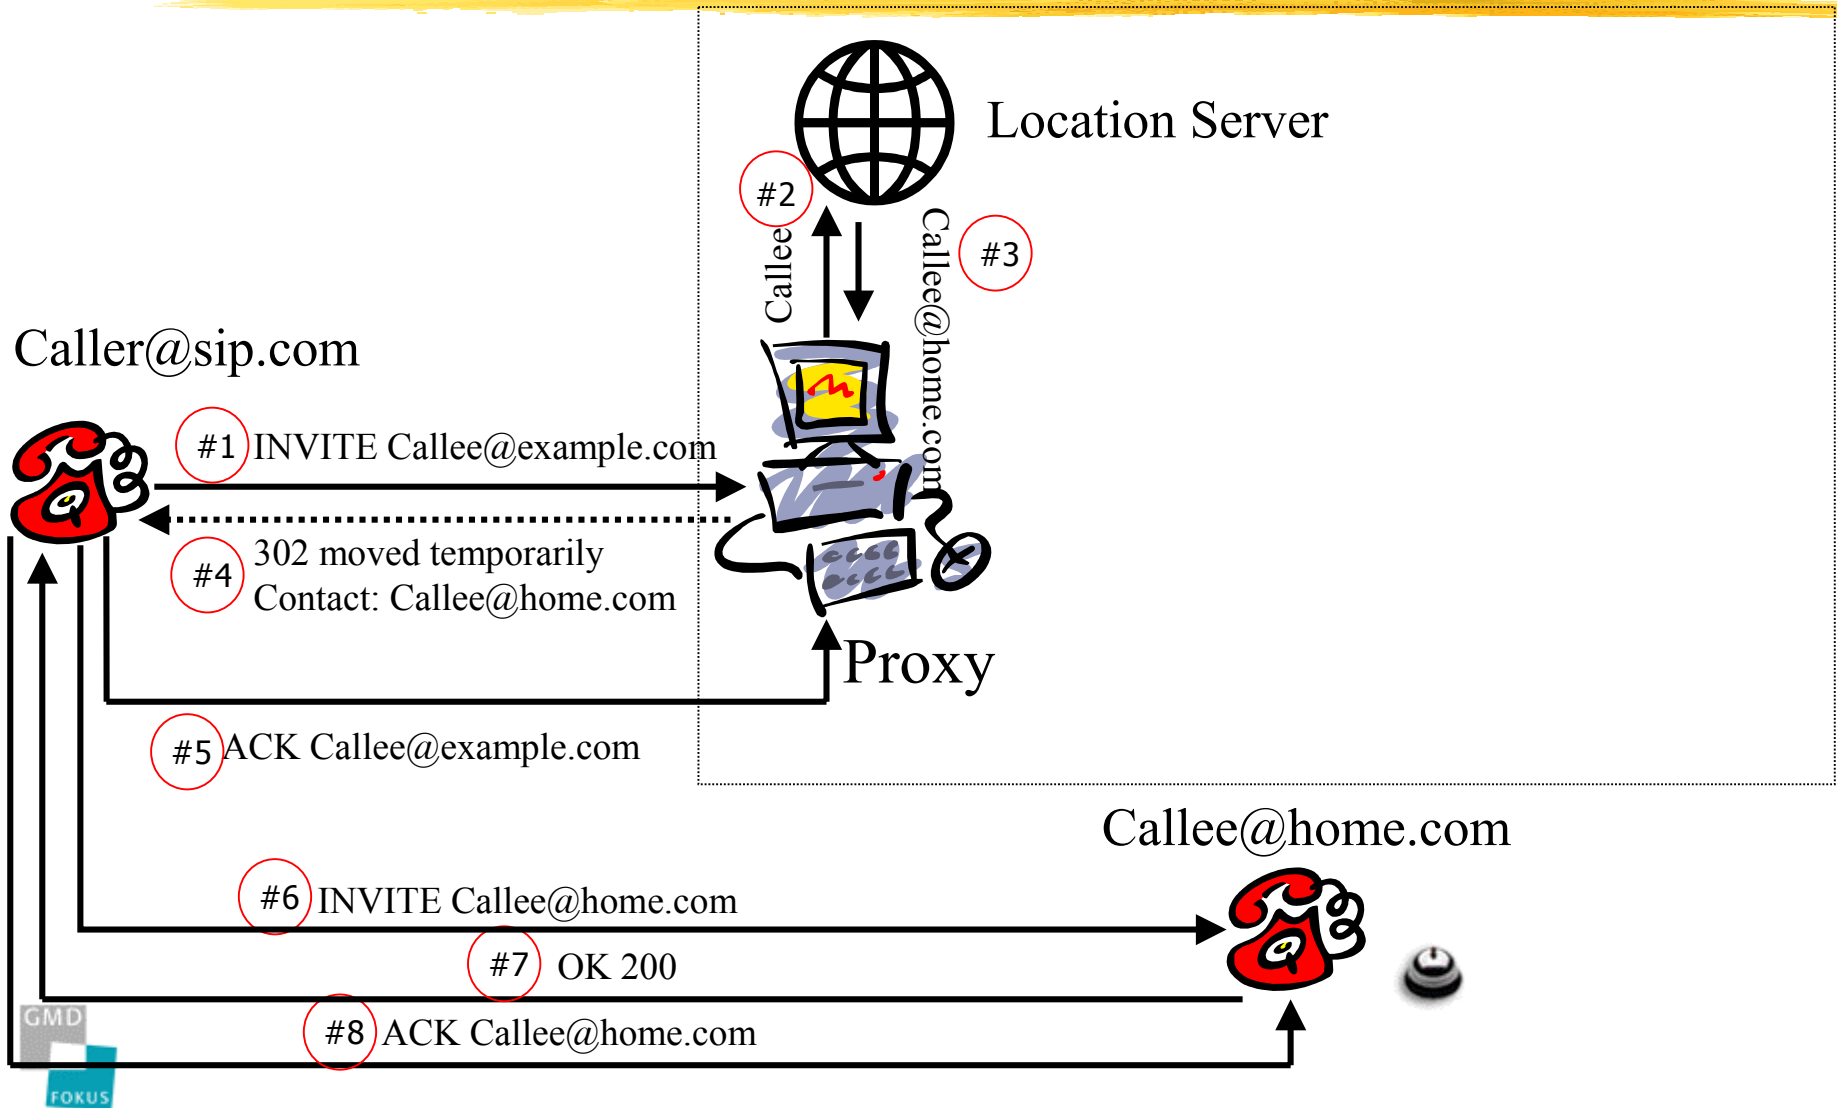 Location Server
#2
Callee
Callee@home.com
#3
Caller@sip.com
#1 INVITE Callee@example.com
#4
302 moved temporarily
Contact: Callee@home.com
Proxy
#5 ACK Callee@example.com
Callee@home.com
#6 INVITE Callee@home.com
#7 OK 200
#8 ACK Callee@home.com
GMD
FOKUS